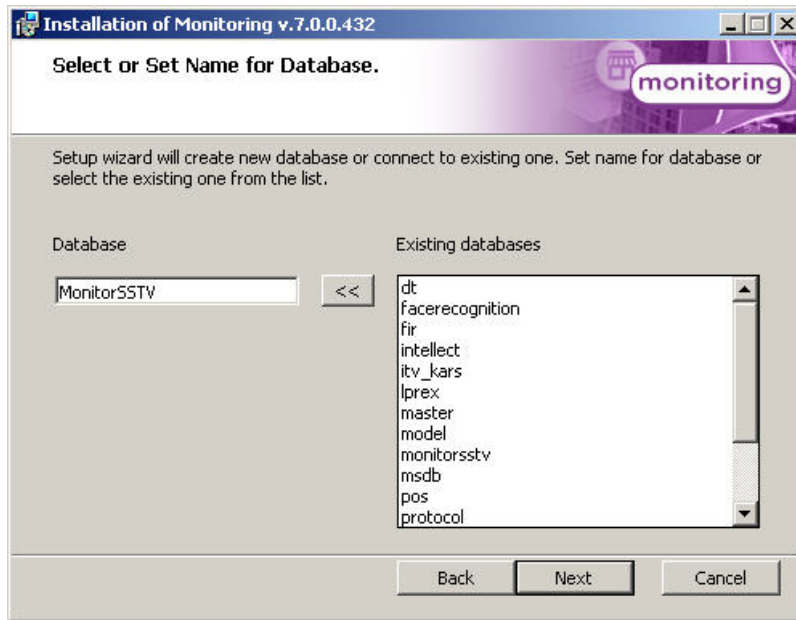 Installation of Monitoring v.7.0.0.432
Select or Set Name for Database.
monitoring
Setup wizard will create new database or connect to existing one. Set name for database or
select the existing one from the list.
Database
Existing databases
MonitorSSTV
<<
dt
facerecognition
fir
intellect
itv_kars
lprex
master
model
monitorsstv
msdb
pos
protocol
Back
Next
Cancel